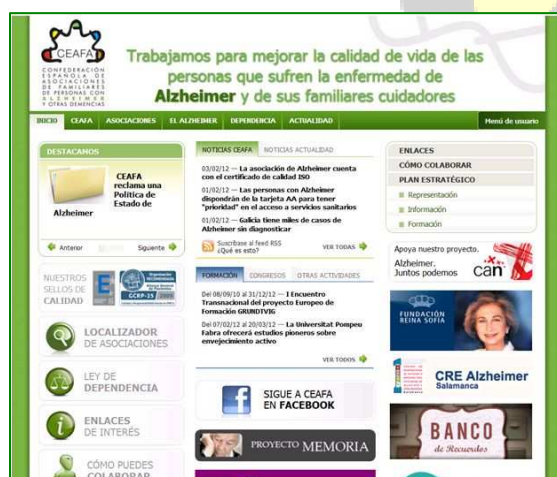 CEAFA
CONFEDERACIÓN
ESPAÑOLA DE
ASOCIACIONES
DE FAMILIARES
DE PERSONAS CON
ALZHEIMER
Y OTRAS DEMENCIAS
Trabajamos para mejorar la calidad de vida de las
personas que sufren la enfermedad de
Alzheimer y de sus familiares cuidadores
INICIO CEAFA ASOCIACIONES EL ALZHEIMER DEPENDENCIA ACTUALIDAD Menú de usuario
DESTACAMOS
CEAFA
reclama una
Política de
Estado de
Alzheimer
Anterior
Siguiente
NUESTROS
SELLOS DE
CALIDAD
LOCALIZADOR
DE ASOCIACIONES
LEY DE
DEPENDENCIA
ENLACES
DE INTERÉS
CÓMO PUEDES
COLABORAR
NOTICIAS CEAFA NOTICIAS ACTUALIDAD
03/02/12 — La asociación de Alzheimer cuenta
con el certificado de calidad ISO
01/02/12 — Las personas con Alzheimer
dispondrán de la tarjeta AA para tener
"prioridad" en el acceso a servicios sanitarios
01/02/12 — Galicia tiene miles de casos de
Alzheimer sin diagnosticar
Suscríbase al feed RSS
¿Qué es esto?
VER TODAS
FORMACIÓN CONGRESOS OTRAS ACTIVIDADES
Del 08/09/10 al 31/12/12 — I Encuentro
Transnacional del proyecto Europeo de
Formación GRUNDTVIG
Del 07/02/12 al 20/03/12 — La Universitat Pompeu
Fabra ofrecerá estudios pioneros sobre
envejecimiento activo
VER TODOS
SIGUE A CEAFA
EN FACEBOOK
PROYECTO MEMORIA
ENLACES
CÓMO COLABORAR
PLAN ESTRATÉGICO
Representación
Información
Formación
Apoya nuestro proyecto.
Alzheimer.
Juntos podemos
can
FUNDACIÓN
REINA SOFÍA
CRE Alzheimer
Salamanca
BANCO
de Recuerdos